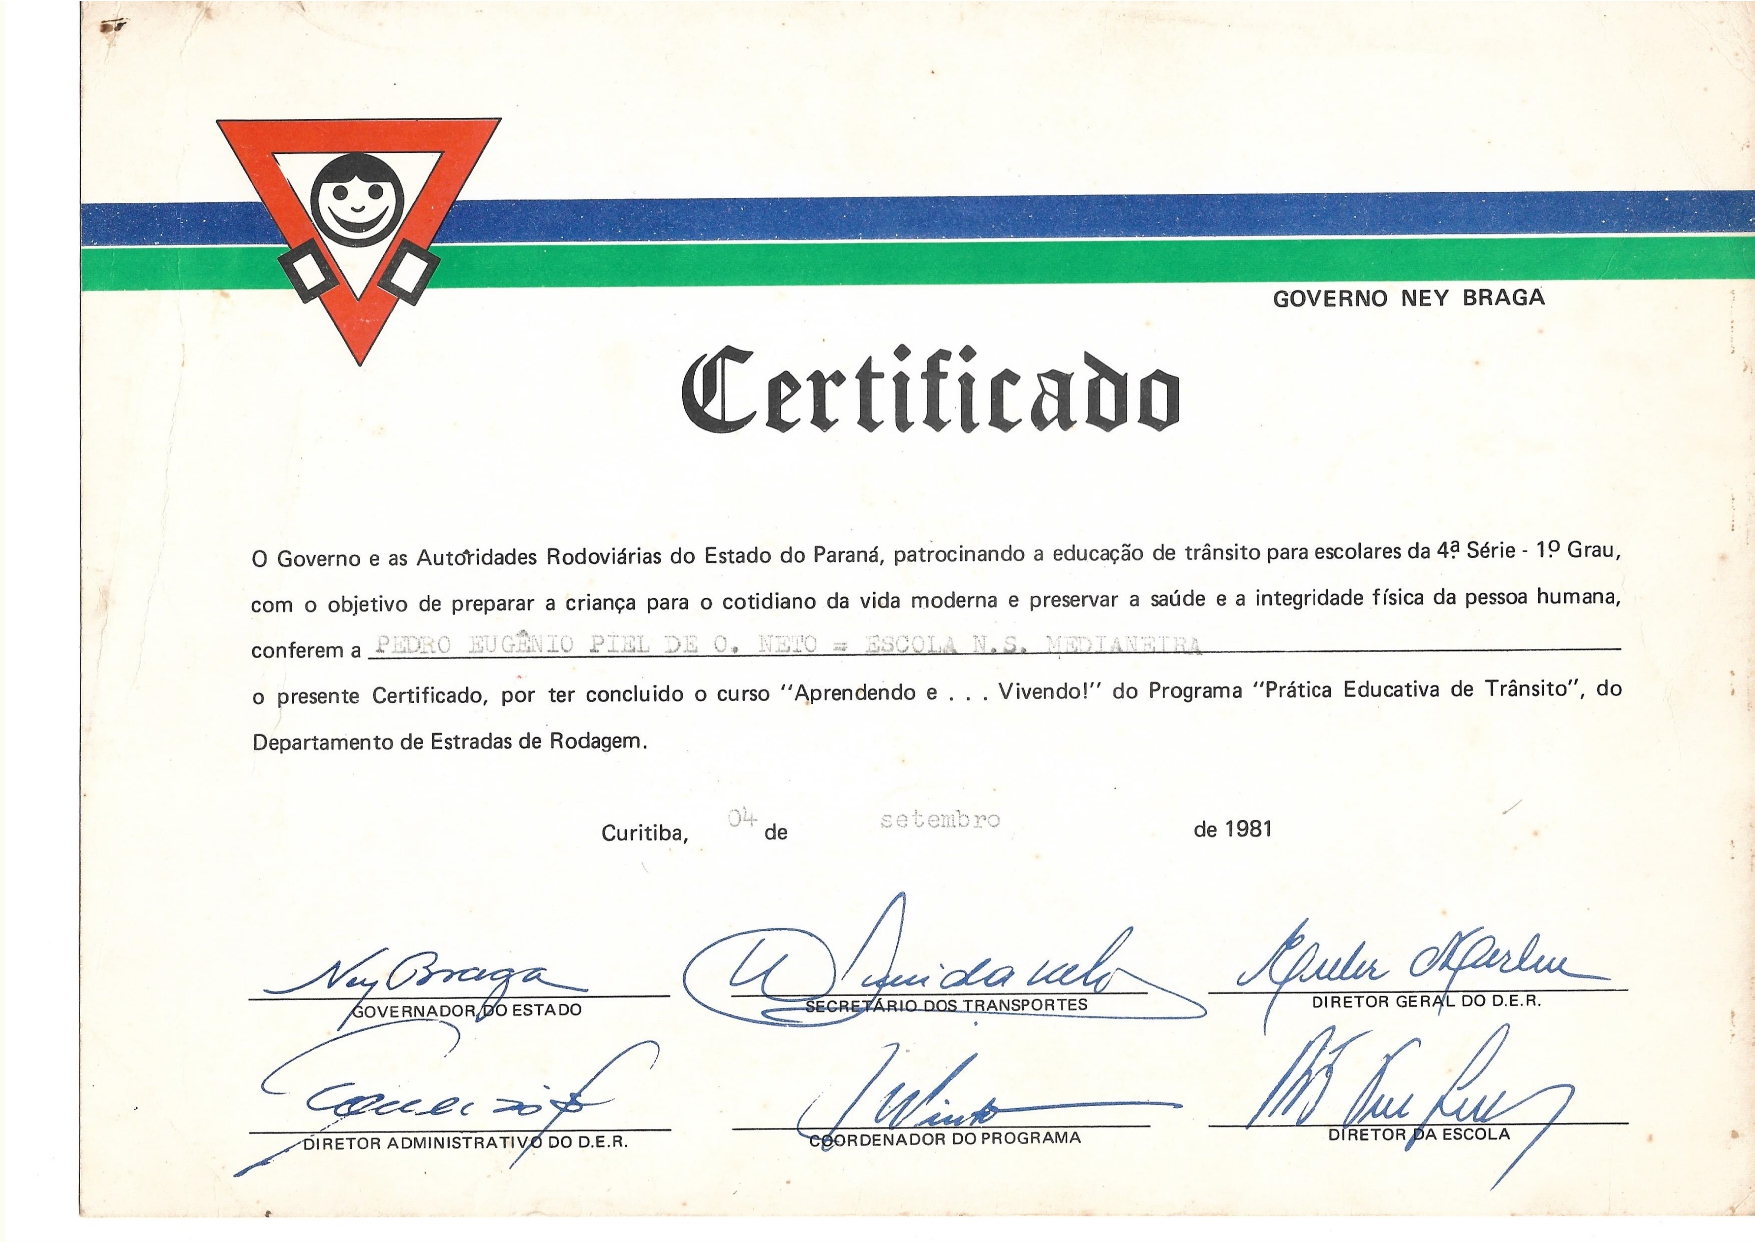 GOVERNO NEY BRAGA
Certificado
O Governo e as Autoridades Rodoviárias do Estado do Paraná, patrocinando a educação de trânsito para escolares da 4ª Série - 1º Grau,
com o objetivo de preparar a criança para o cotidiano da vida moderna e preservar a saúde e a integridade física da pessoa humana,
conferem a PEDRO EUGÊNIO PIEL DE O. NETO = ESCOLA N.S. MEDIANEIRA
o presente Certificado, por ter concluido o curso "Aprendendo e . . . Vivendo!" do Programa "Prática Educativa de Trânsito", do
Departamento de Estradas de Rodagem.
Curitiba, 04 de setembro de 1981
Ney Braga
GOVERNADOR DO ESTADO
SECRETÁRIO DOS TRANSPORTES
DIRETOR GERAL DO D.E.R.
DIRETOR ADMINISTRATIVO DO D.E.R.
COORDENADOR DO PROGRAMA
DIRETOR DA ESCOLA